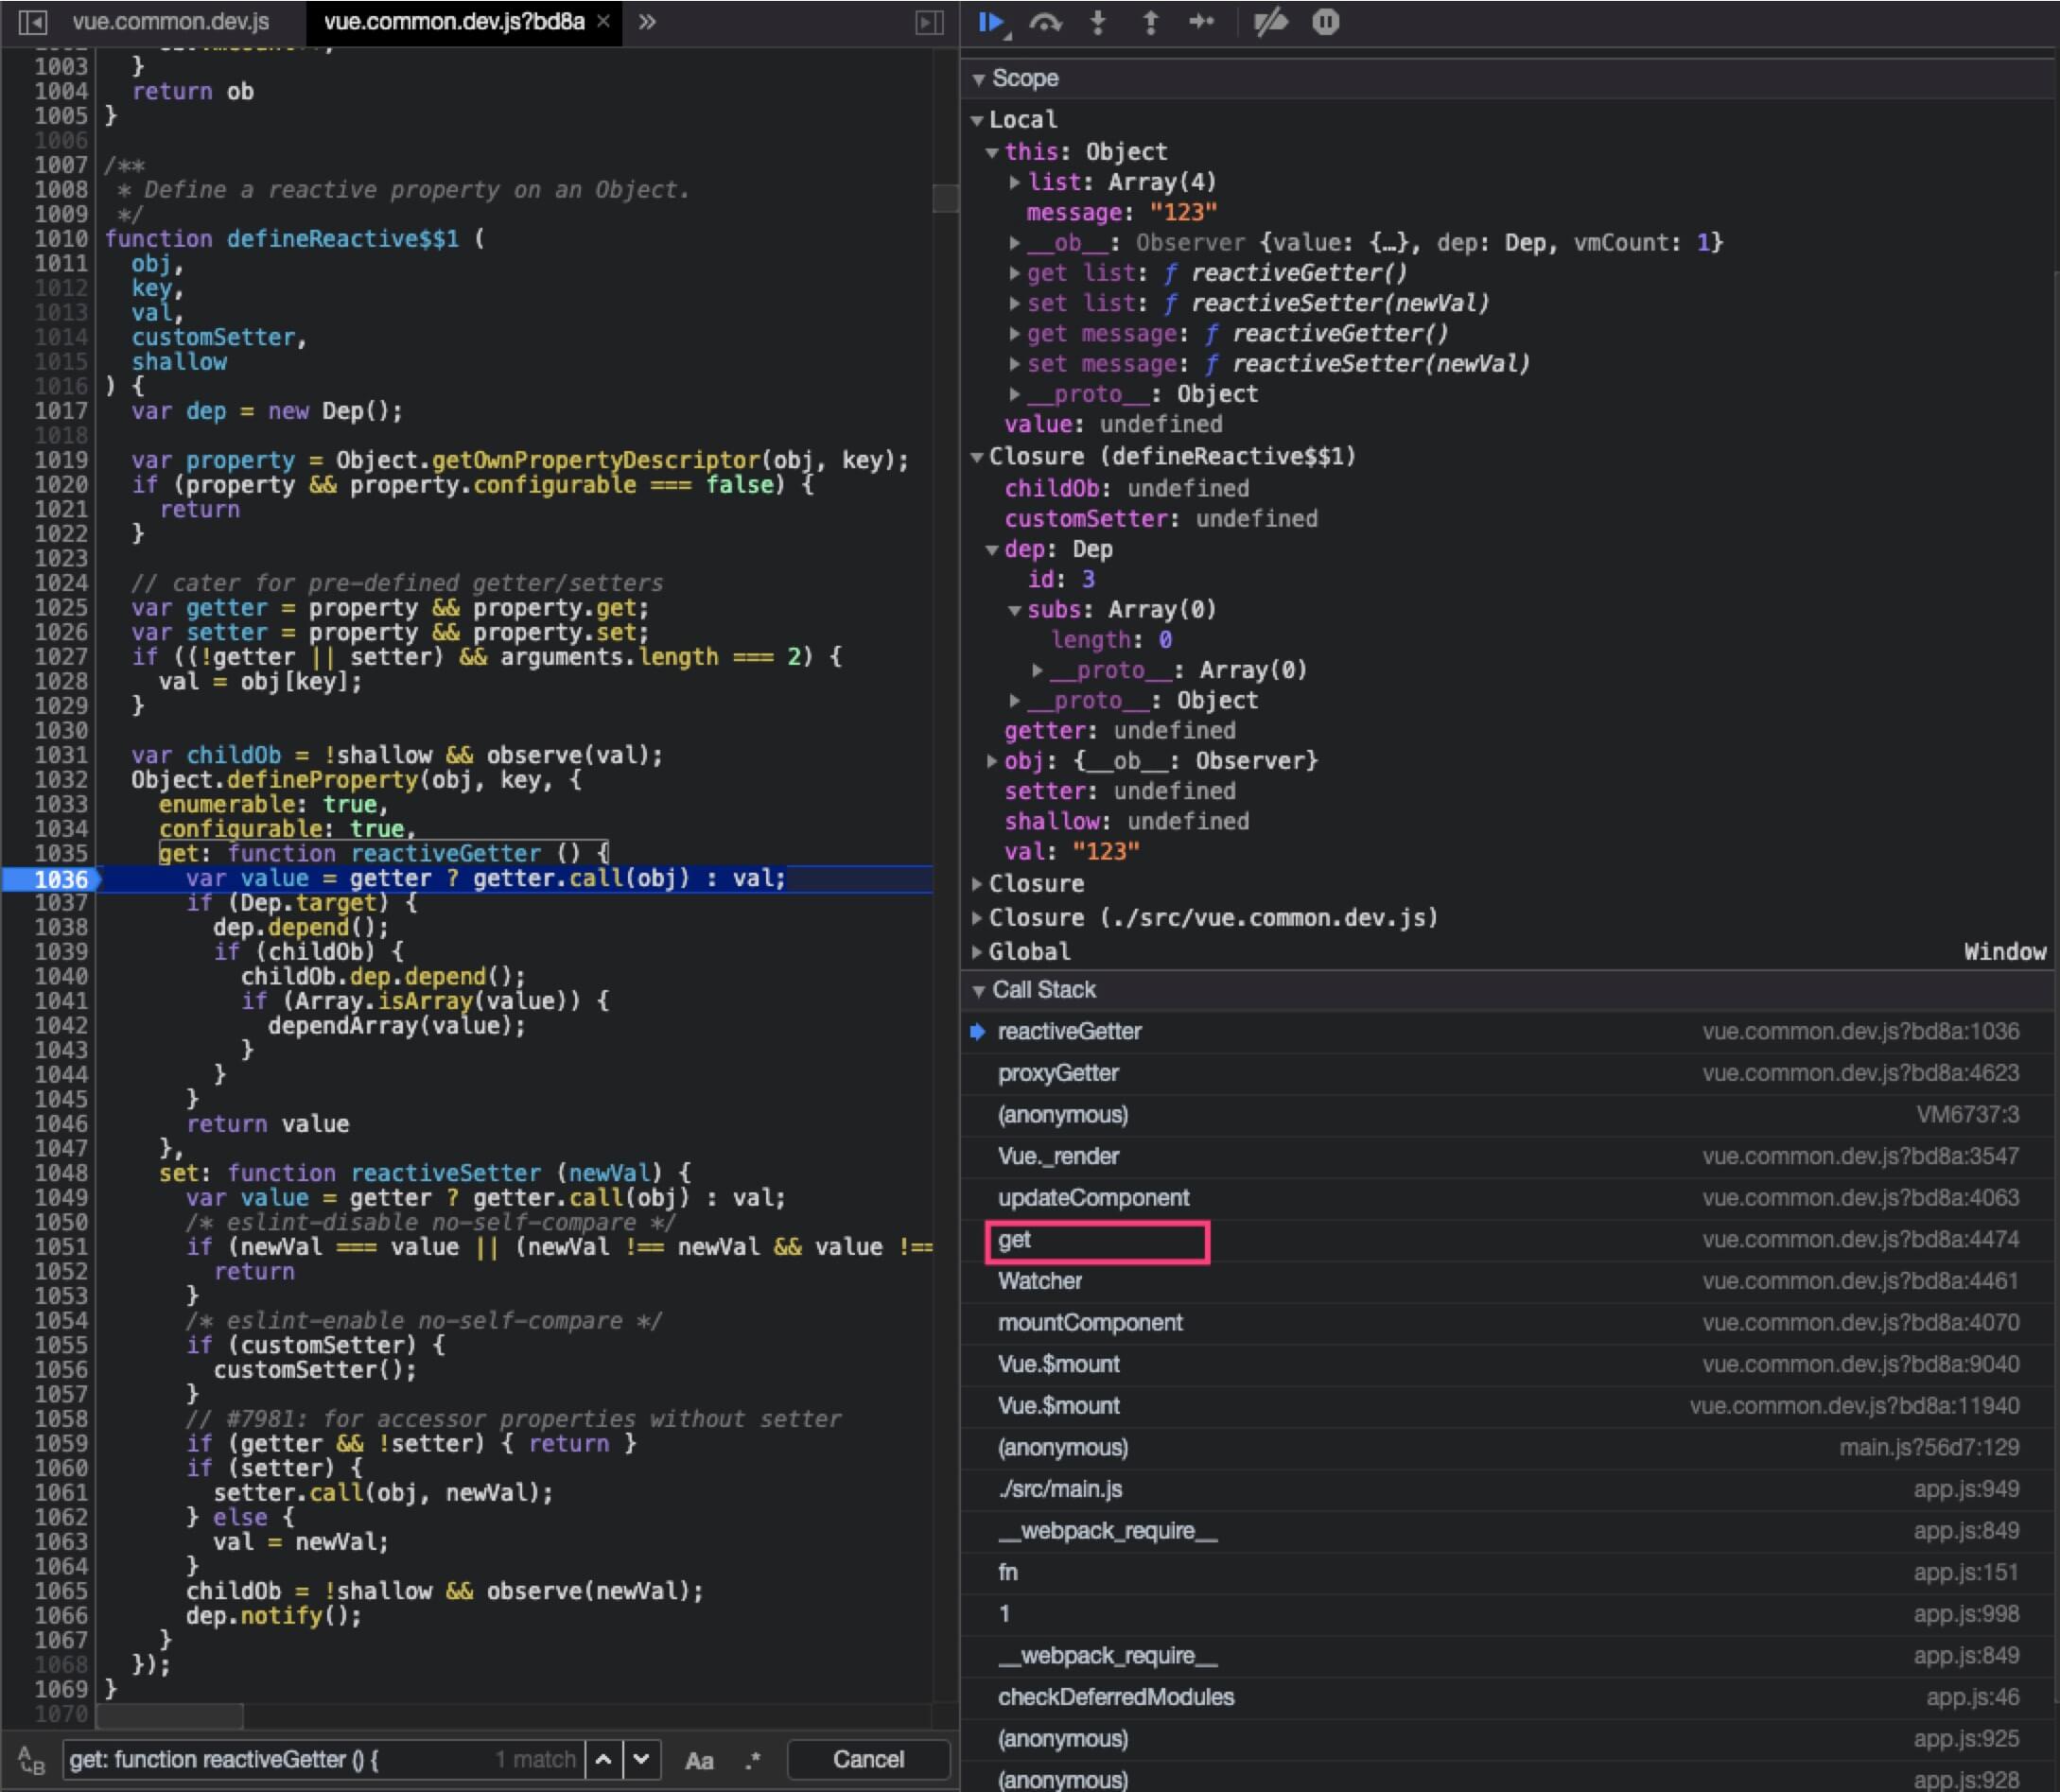 vue.common.dev.js
vue.common.dev.js?bd8a × »
1003 }
1004 return ob
1005 }
1006
1007 /**
1008 * Define a reactive property on an Object.
1009 */
1010 function defineReactive$$1 (
1011 obj,
1012 key,
1013 val,
1014 customSetter,
1015 shallow
1016 ) {
1017 var dep = new Dep();
1018
1019 var property = Object.getOwnPropertyDescriptor(obj, key);
1020 if (property && property.configurable === false) {
1021 return
1022 }
1023
1024 // cater for pre-defined getter/setters
1025 var getter = property && property.get;
1026 var setter = property && property.set;
1027 if ((!getter || setter) && arguments.length === 2) {
1028 val = obj[key];
1029 }
1030
1031 var childOb = !shallow && observe(val);
1032 Object.defineProperty(obj, key, {
1033 enumerable: true,
1034 configurable: true,
1035 get: function reactiveGetter () {
1036 var value = getter ? getter.call(obj) : val;
1037 if (Dep.target) {
1038 dep.depend();
1039 if (childOb) {
1040 childOb.dep.depend();
1041 if (Array.isArray(value)) {
1042 dependArray(value);
1043 }
1044 }
1045 }
1046 return value
1047 },
1048 set: function reactiveSetter (newVal) {
1049 var value = getter ? getter.call(obj) : val;
1050 /* eslint-disable no-self-compare */
1051 if (newVal === value || (newVal !== newVal && value !==
1052 return
1053 }
1054 /* eslint-enable no-self-compare */
1055 if (customSetter) {
1056 customSetter();
1057 }
1058 // #7981: for accessor properties without setter
1059 if (getter && !setter) { return }
1060 if (setter) {
1061 setter.call(obj, newVal);
1062 } else {
1063 val = newVal;
1064 }
1065 childOb = !shallow && observe(newVal);
1066 dep.notify();
1067 }
1068 });
1069 }
1070
get: function reactiveGetter () { 1 match Aa .* Cancel
Scope
Local
this: Object
list: Array(4)
message: "123"
__ob__: Observer {value: {…}, dep: Dep, vmCount: 1}
get list: ƒ reactiveGetter()
set list: ƒ reactiveSetter(newVal)
get message: ƒ reactiveGetter()
set message: ƒ reactiveSetter(newVal)
__proto__: Object
value: undefined
Closure (defineReactive$$1)
childOb: undefined
customSetter: undefined
dep: Dep
id: 3
subs: Array(0)
length: 0
__proto__: Array(0)
__proto__: Object
getter: undefined
obj: {__ob__: Observer}
setter: undefined
shallow: undefined
val: "123"
Closure
Closure (./src/vue.common.dev.js)
Global Window
Call Stack
reactiveGetter vue.common.dev.js?bd8a:1036
proxyGetter vue.common.dev.js?bd8a:4623
(anonymous) VM6737:3
Vue._render vue.common.dev.js?bd8a:3547
updateComponent vue.common.dev.js?bd8a:4063
get vue.common.dev.js?bd8a:4474
Watcher vue.common.dev.js?bd8a:4461
mountComponent vue.common.dev.js?bd8a:4070
Vue.$mount vue.common.dev.js?bd8a:9040
Vue.$mount vue.common.dev.js?bd8a:11940
(anonymous) main.js?56d7:129
./src/main.js app.js:949
__webpack_require__ app.js:849
fn app.js:151
1 app.js:998
__webpack_require__ app.js:849
checkDeferredModules app.js:46
(anonymous) app.js:925
(anonymous) app.js:928